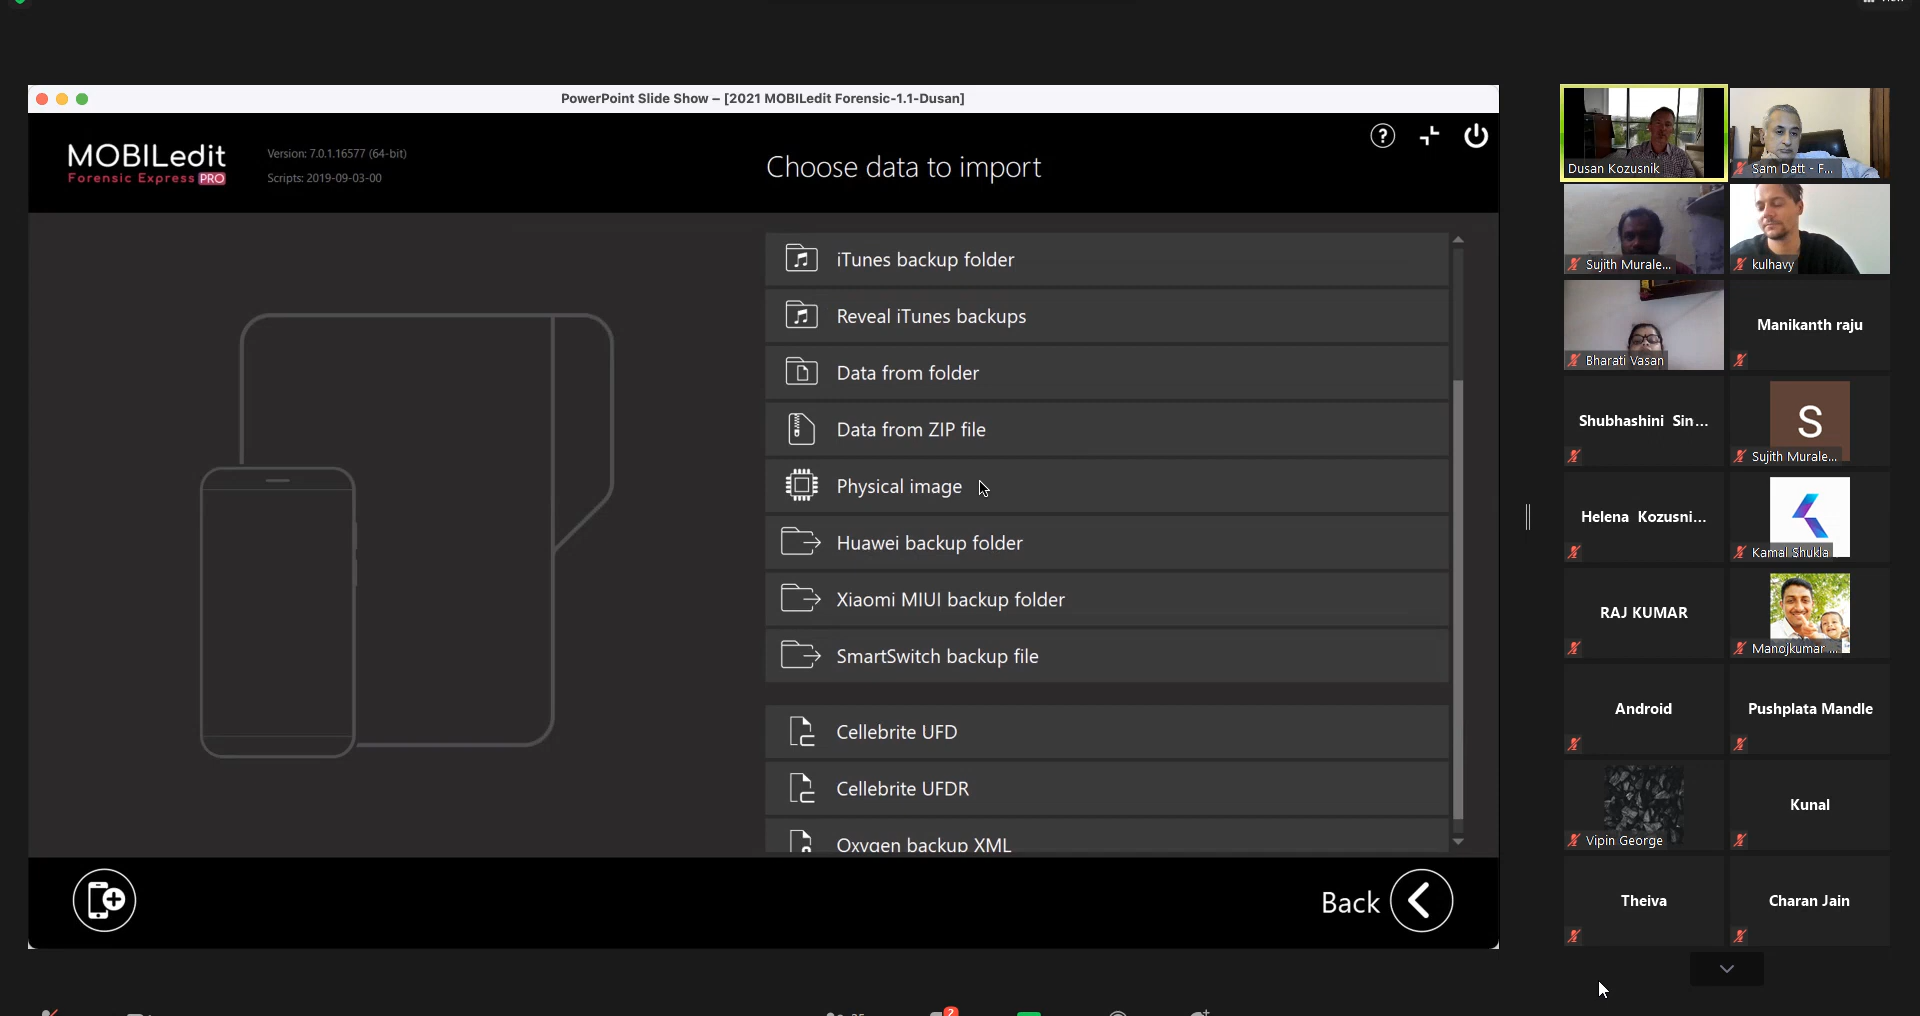 PowerPoint Slide Show – [2021 MOBILedit Forensic-1.1-Dusan]
MOBILedit
Forensic Express PRO
Version: 7.0.1.16577 (64-bit)
Scripts: 2019-09-03-00
Choose data to import
?
iTunes backup folder
Reveal iTunes backups
Data from folder
Data from ZIP file
Physical image
Huawei backup folder
Xiaomi MIUI backup folder
SmartSwitch backup file
Cellebrite UFD
Cellebrite UFDR
Oxygen backup XML
Back
Dusan Kozusnik
Sam Datt - F...
Sujith Murale...
kulhavy
Bharati Vasan
Manikanth raju
Shubhashini Sin...
S
Sujith Murale...
Helena Kozusni...
Kamal Shukla
RAJ KUMAR
Manojkumar ...
Android
Pushplata Mandle
Vipin George
Kunal
Theiva
Charan Jain
2